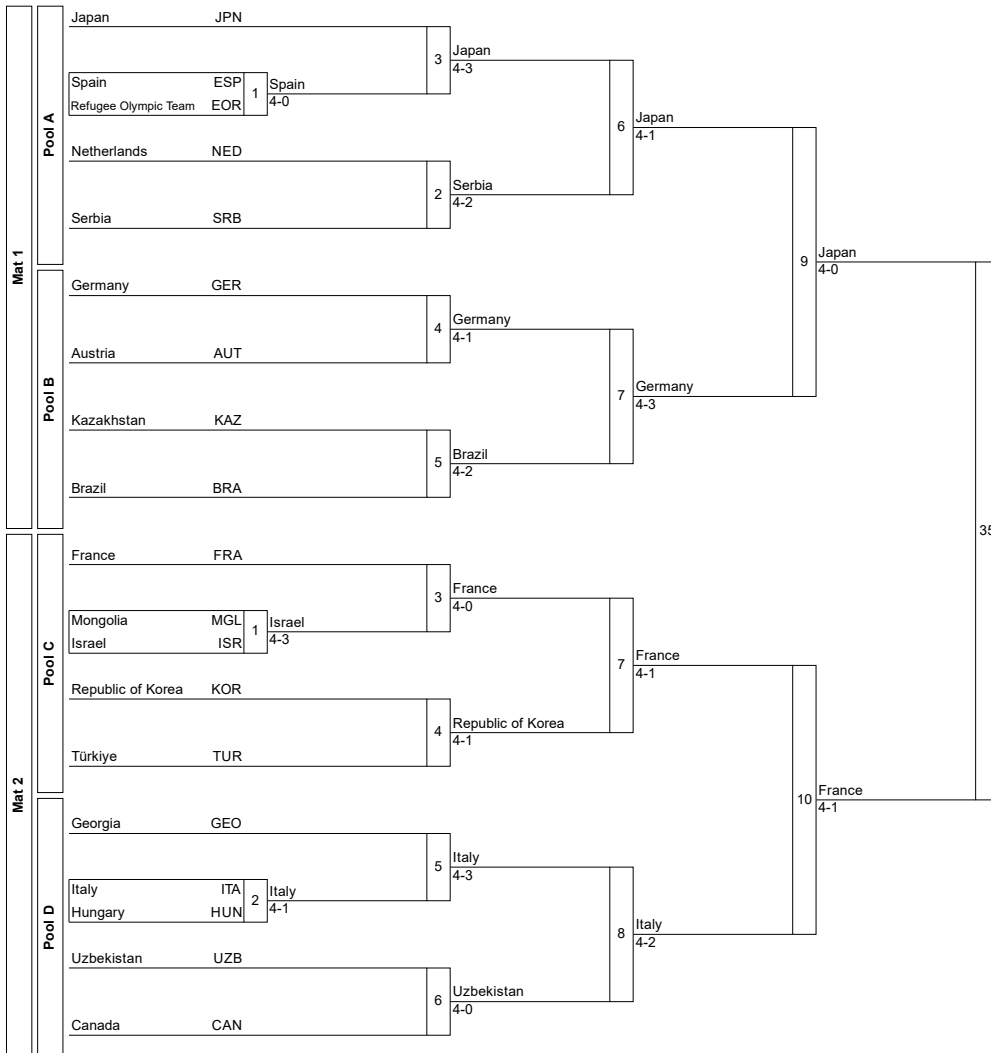 Mat 1
Pool A
Japan JPN
3
Japan
4-3
Spain ESP
Refugee Olympic Team EOR
1
Spain
4-0
6
Japan
4-1
Netherlands NED
2
Serbia
4-2
Serbia SRB
9
Japan
4-0
Pool B
Germany GER
4
Germany
4-1
Austria AUT
7
Germany
4-3
Kazakhstan KAZ
5
Brazil
4-2
Brazil BRA
35
Mat 2
Pool C
France FRA
3
France
4-0
Mongolia MGL
Israel ISR
1
Israel
4-3
7
France
4-1
Republic of Korea KOR
4
Republic of Korea
4-1
Türkiye TUR
10
France
4-1
Pool D
Georgia GEO
5
Italy
4-3
Italy ITA
Hungary HUN
2
Italy
4-1
8
Italy
4-2
Uzbekistan UZB
6
Uzbekistan
4-0
Canada CAN